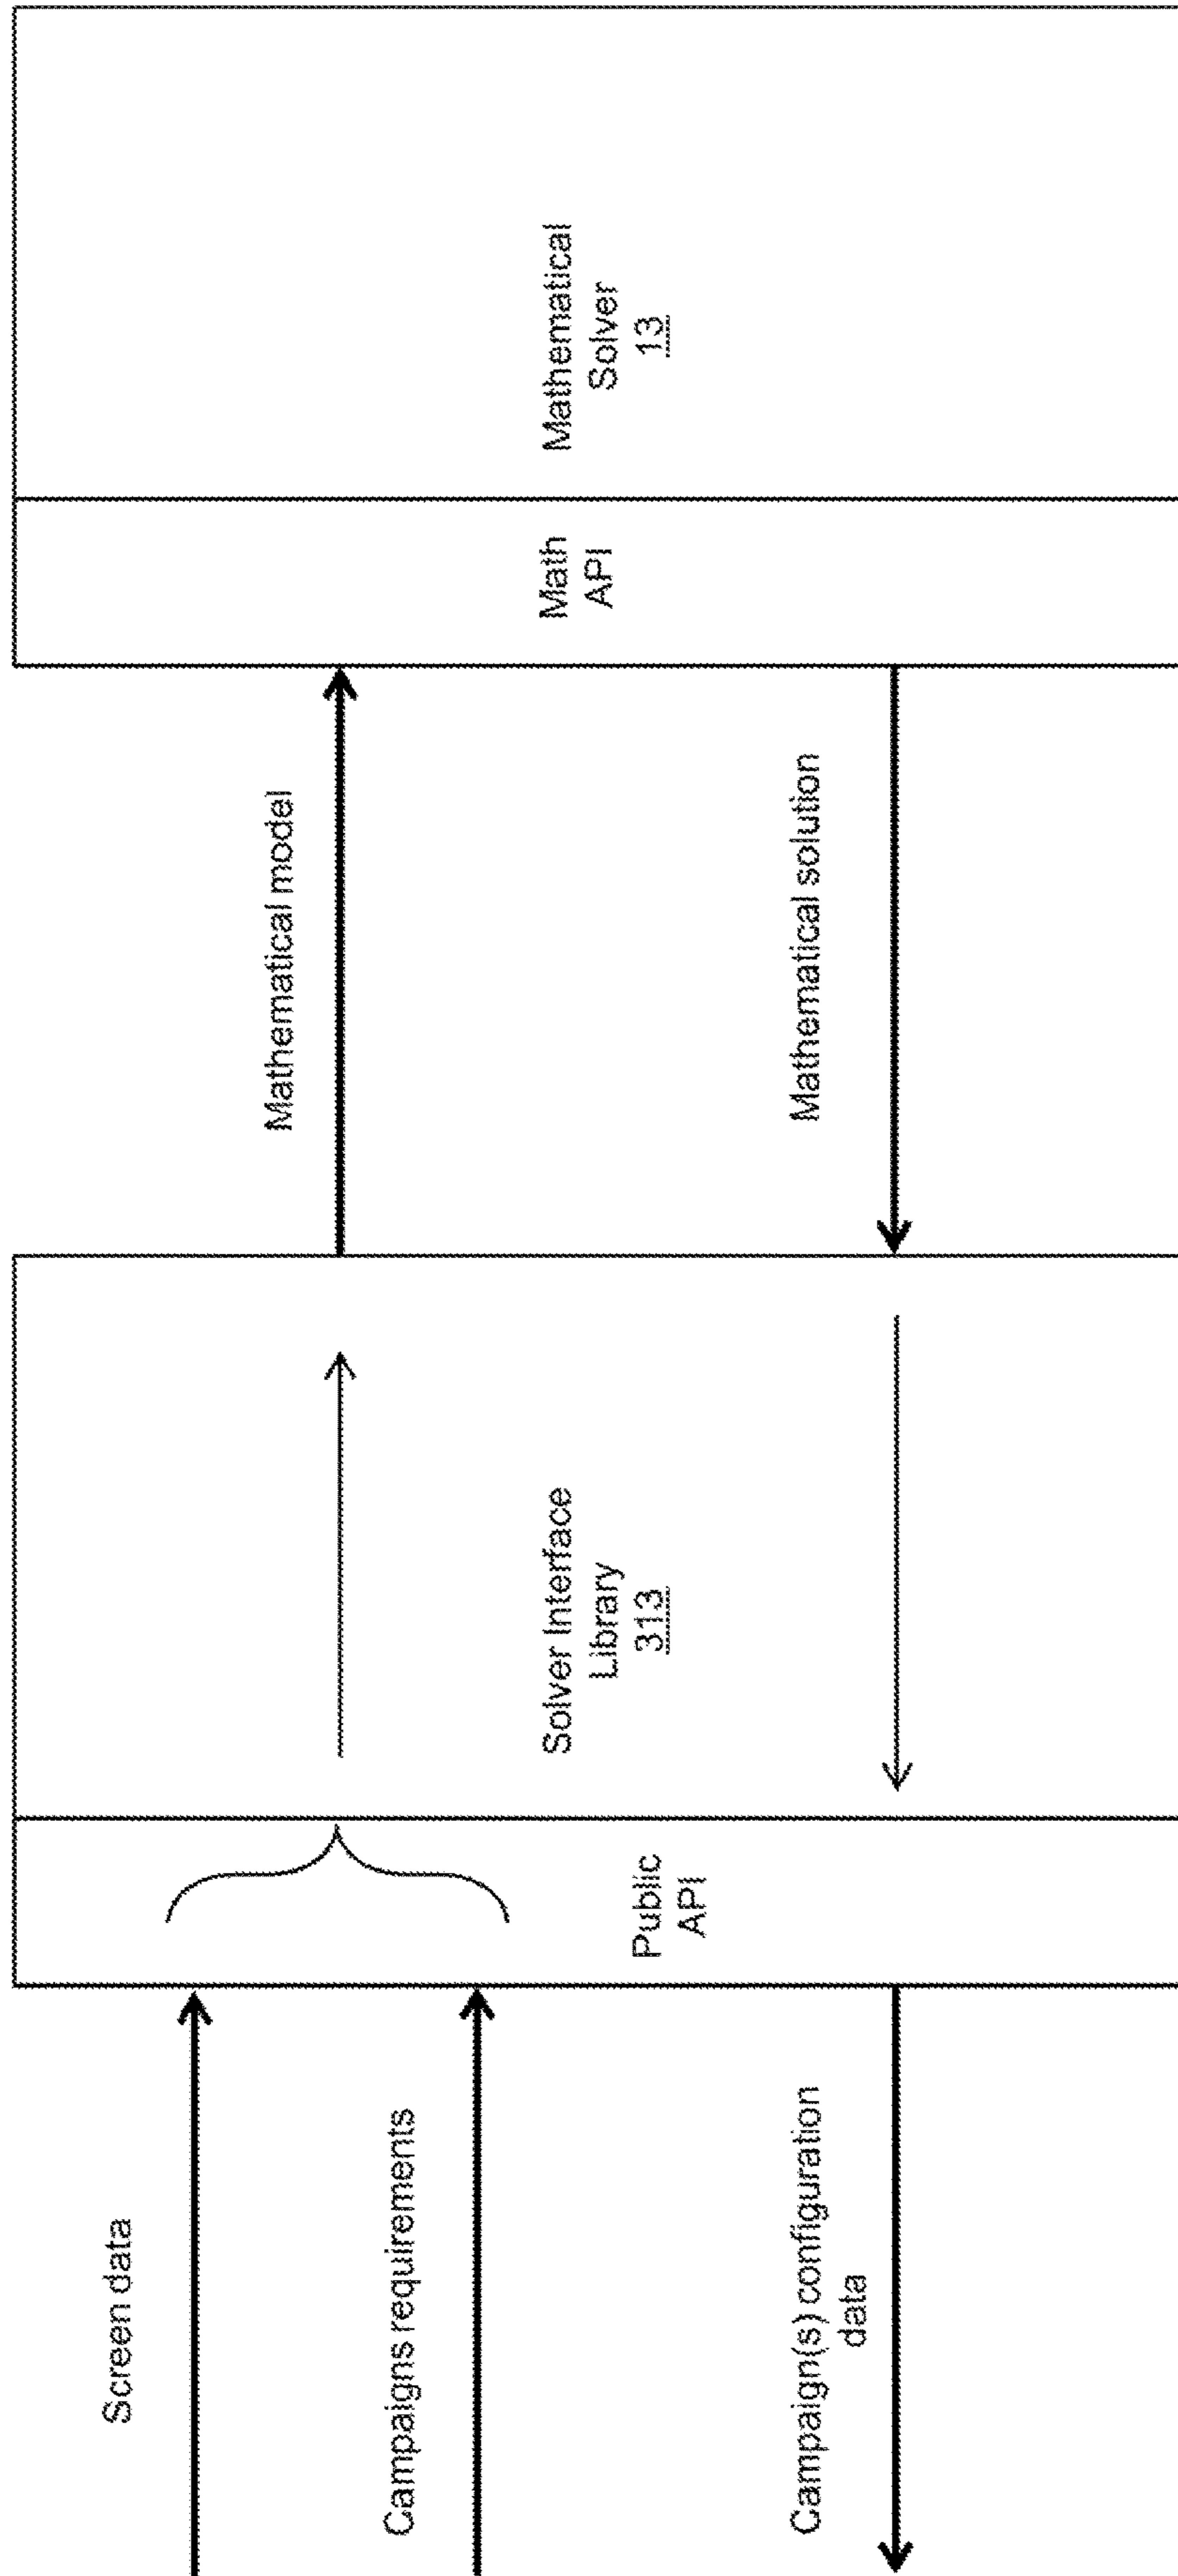 Screen data
Campaigns requirements
Campaign(s) configuration
data
Public
API
Solver Interface
Library
313
Mathematical model
Mathematical solution
Math
API
Mathematical
Solver
13